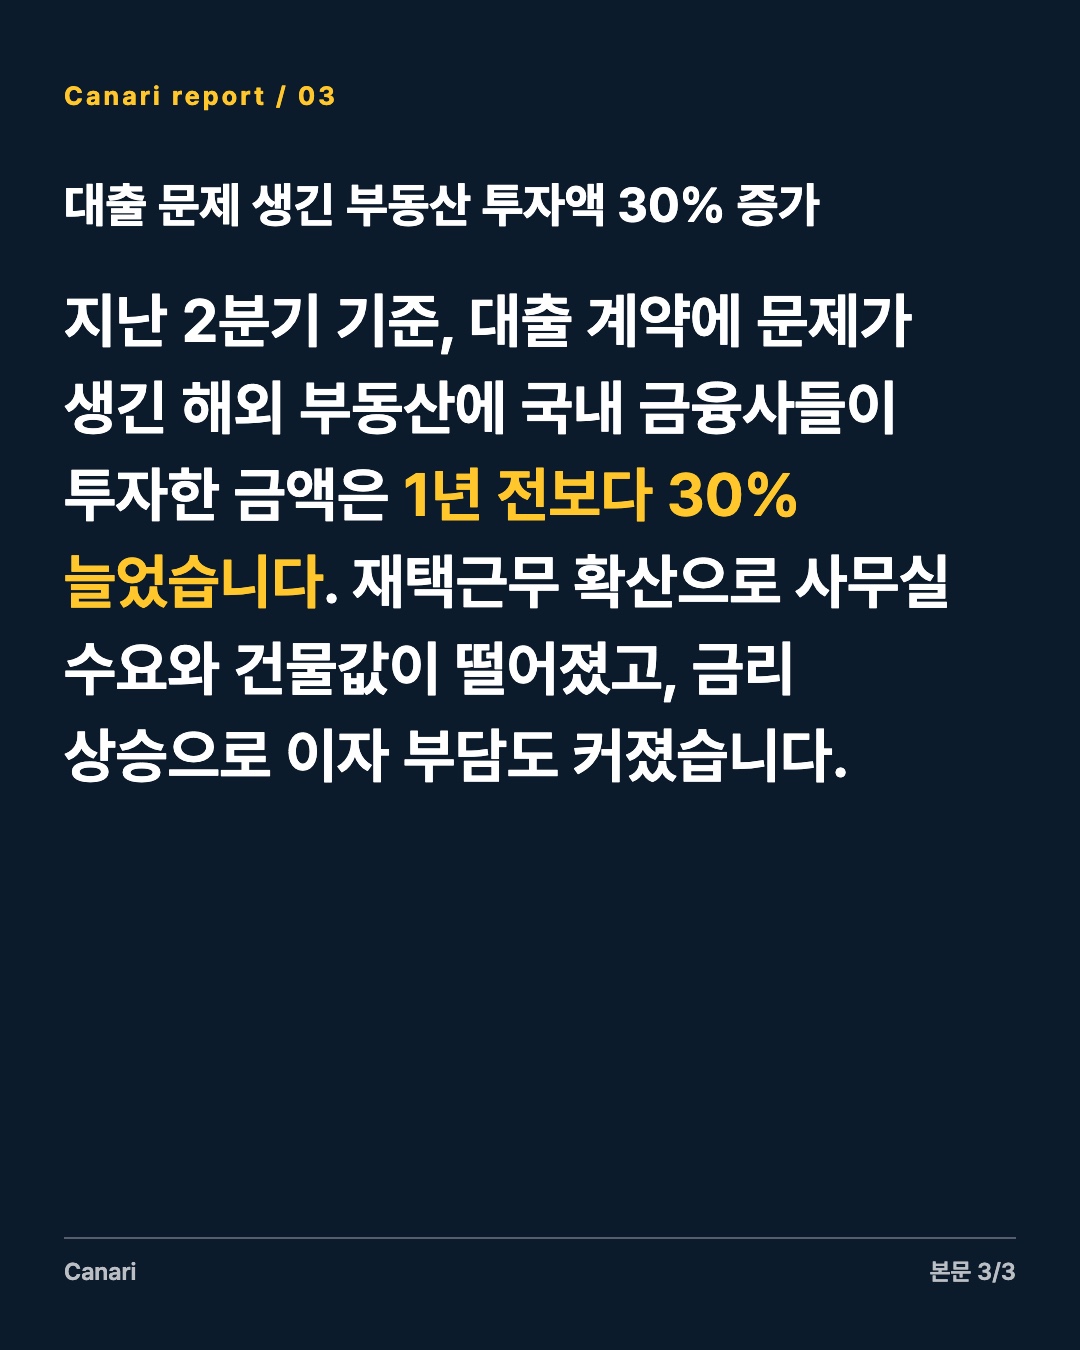 Canari report / 03
대출 문제 생긴 부동산 투자액 30% 증가
지난 2분기 기준, 대출 계약에 문제가
생긴 해외 부동산에 국내 금융사들이
투자한 금액은 1년 전보다 30%
늘었습니다. 재택근무 확산으로 사무실
수요와 건물값이 떨어졌고, 금리
상승으로 이자 부담도 커졌습니다.
Canari
본문 3/3